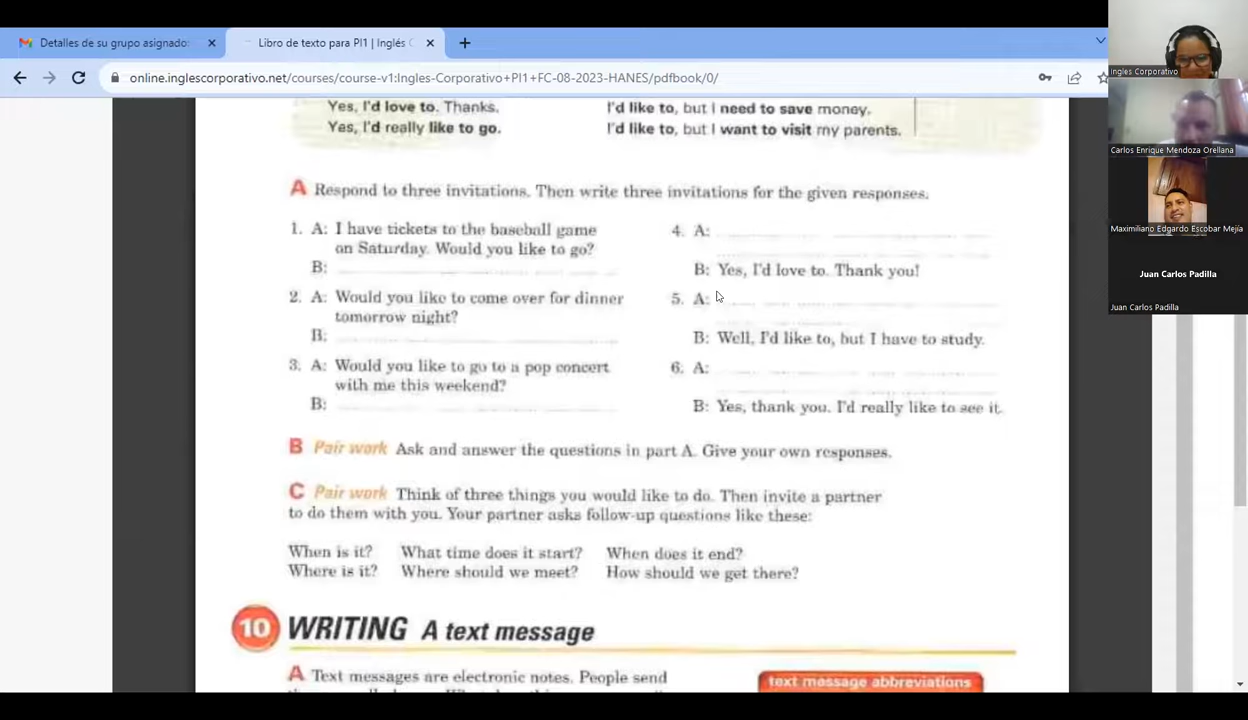 Detalles de su grupo asignado:
Libro de texto para PI1 | Inglés C
online.inglescorporativo.net/courses/course-v1:Ingles-Corporativo+PI1+FC-08-2023-HANES/pdfbook/0/
Ingles Corporativo
Carlos Enrique Mendoza Orellana
Maximiliano Edgardo Escobar Mejía
Juan Carlos Padilla
Juan Carlos Padilla
Yes, I'd love to. Thanks.
Yes, I'd really like to go.
I'd like to, but I need to save money.
I'd like to, but I want to visit my parents.
A Respond to three invitations. Then write three invitations for the given responses.
1. A: I have tickets to the baseball game
on Saturday. Would you like to go?
B:
2. A: Would you like to come over for dinner
tomorrow night?
B:
3. A: Would you like to go to a pop concert
with me this weekend?
B:
4. A:
B: Yes, I'd love to. Thank you!
5. A:
B: Well, I'd like to, but I have to study.
6. A:
B: Yes, thank you. I'd really like to see it.
B Pair work Ask and answer the questions in part A. Give your own responses.
C Pair work Think of three things you would like to do. Then invite a partner
to do them with you. Your partner asks follow-up questions like these:
When is it? What time does it start? When does it end?
Where is it? Where should we meet? How should we get there?
10 WRITING A text message
A Text messages are electronic notes. People send
text message abbreviations